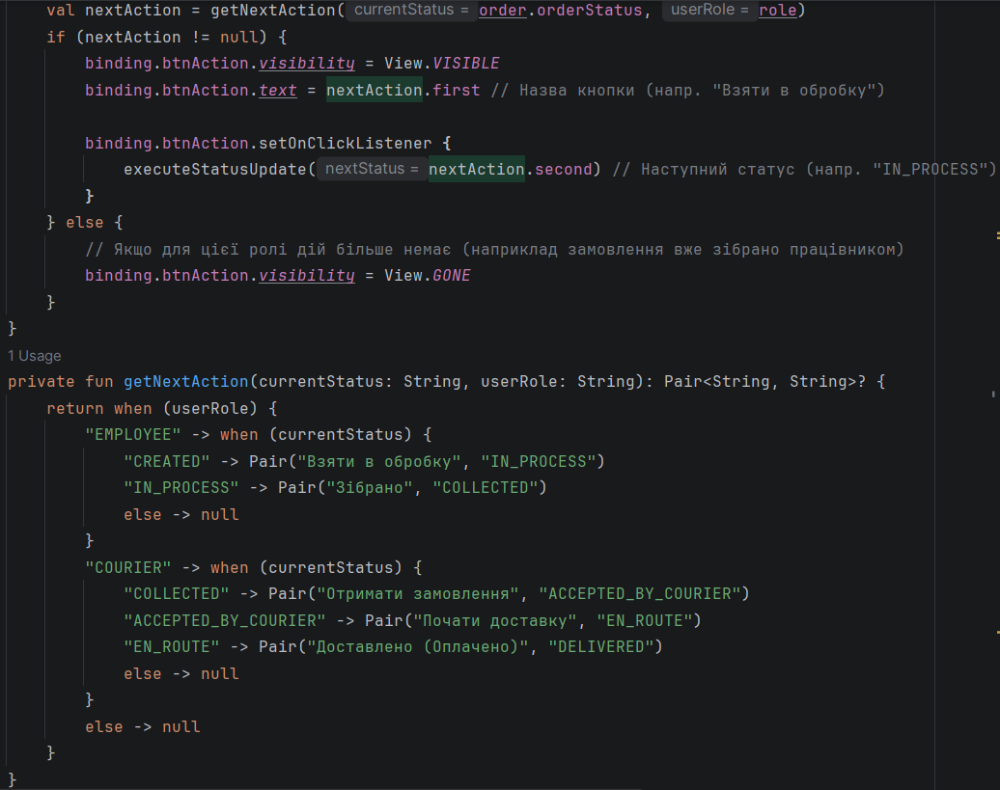 val nextAction = getNextAction( currentStatus = order.orderStatus, userRole = role)
if (nextAction != null) {
binding.btnAction.visibility = View.VISIBLE
binding.btnAction.text = nextAction.first // Назва кнопки (напр. "Взяти в обробку")
binding.btnAction.setOnClickListener {
executeStatusUpdate( nextStatus = nextAction.second) // Наступний статус (напр. "IN_PROCESS")
}
} else {
// Якщо для цієї ролі дій більше немає (наприклад замовлення вже зібрано працівником)
binding.btnAction.visibility = View.GONE
}
}
1 Usage
private fun getNextAction(currentStatus: String, userRole: String): Pair<String, String>? {
return when (userRole) {
"EMPLOYEE" -> when (currentStatus) {
"CREATED" -> Pair("Взяти в обробку", "IN_PROCESS")
"IN_PROCESS" -> Pair("Зібрано", "COLLECTED")
else -> null
}
"COURIER" -> when (currentStatus) {
"COLLECTED" -> Pair("Отримати замовлення", "ACCEPTED_BY_COURIER")
"ACCEPTED_BY_COURIER" -> Pair("Почати доставку", "EN_ROUTE")
"EN_ROUTE" -> Pair("Доставлено (Оплачено)", "DELIVERED")
else -> null
}
else -> null
}
}